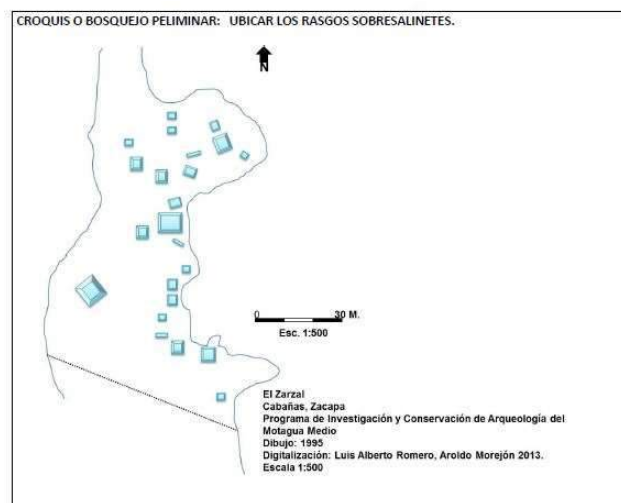 CROQUIS O BOSQUEJO PELIMINAR: UBICAR LOS RASGOS SOBRESALINETES.
N
0 30 M.
Esc. 1:500
El Zarzal
Cabañas, Zacapa
Programa de Investigación y Conservación de Arqueología del
Motagua Medio
Dibujo: 1995
Digitalización: Luis Alberto Romero, Aroldo Morejón 2013.
Escala 1:500